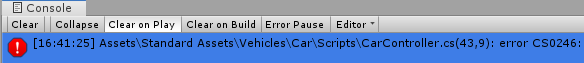 Console
Clear Collapse Clear on Play Clear on Build Error Pause Editor
[16:41:25] Assets\Standard Assets\Vehicles\Car\Scripts\CarController.cs(43,9): error CS0246: